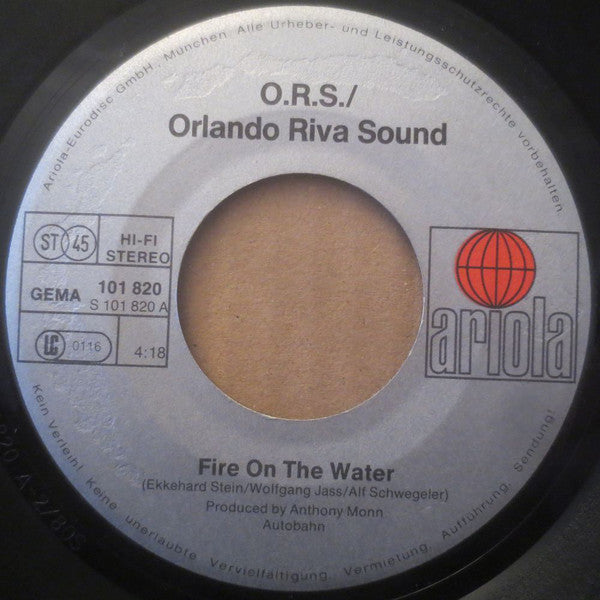 Ariola-Eurodisc GmbH · München. Alle Urheber- und Leistungsschutzrechte vorbehalten.
O.R.S./
Orlando Riva Sound
ST 45
HI-FI
STEREO
GEMA
101 820
S 101 820 A
LC 0116
4:18
ariola
Fire On The Water
(Ekkehard Stein/Wolfgang Jass/Alf Schwegeler)
Produced by Anthony Monn
Autobahn
Kein Verleih! Keine unerlaubte Vervielfältigung. Vermietung. Aufführung. Sendung!